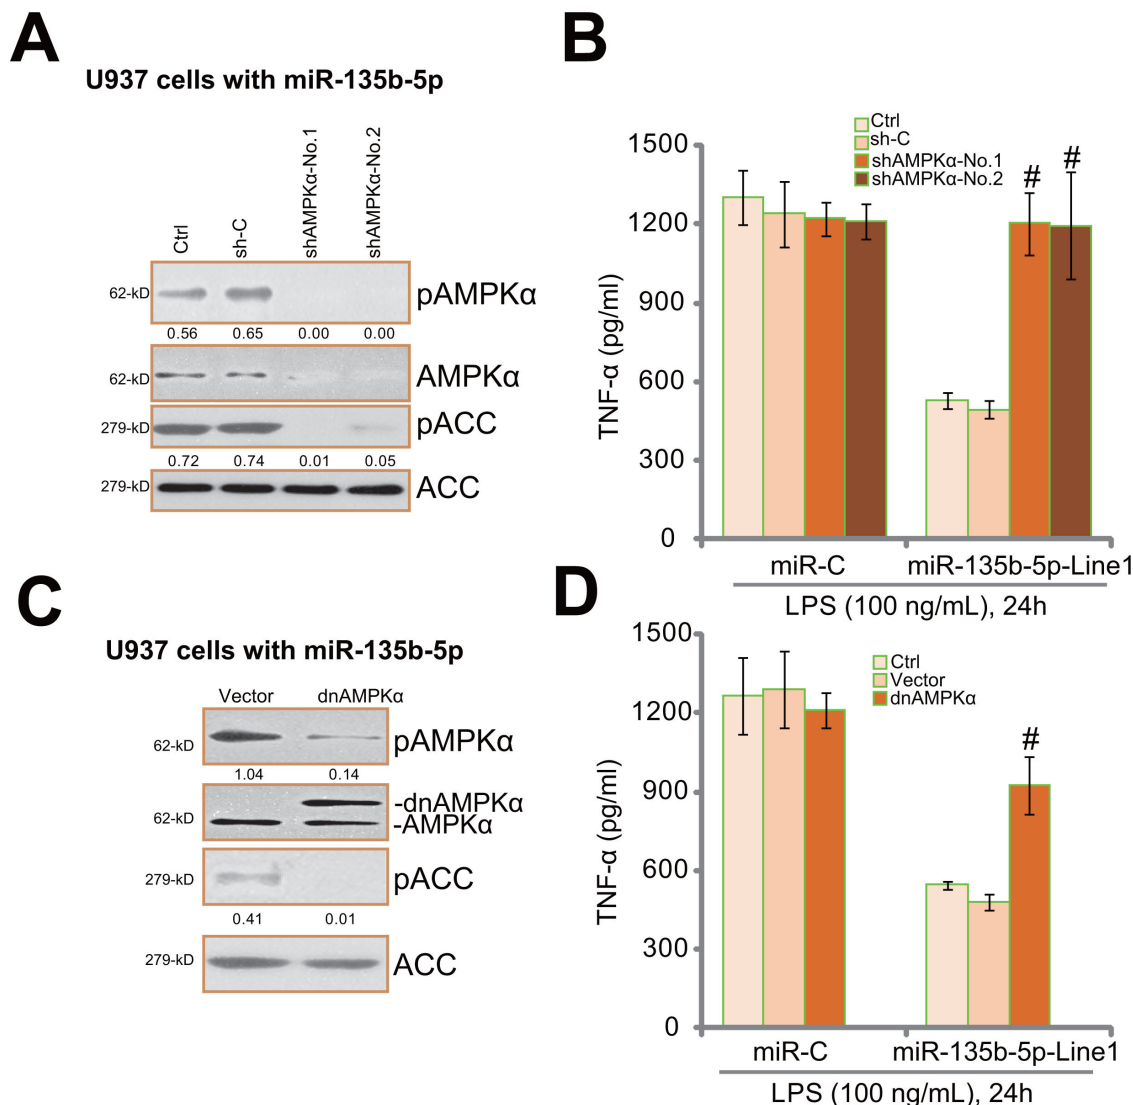 A
U937 cells with miR-135b-5p
Ctrl
sh-C
shAMPKα-No.1
shAMPKα-No.2
62-kD
pAMPKα
0.56 0.65 0.00 0.00
62-kD
AMPKα
279-kD
pACC
0.72 0.74 0.01 0.05
279-kD
ACC
B
Ctrl
sh-C
shAMPKα-No.1
shAMPKα-No.2
# #
1500
1200
900
600
300
0
TNF-α (pg/ml)
miR-C miR-135b-5p-Line1
LPS (100 ng/mL), 24h
C
U937 cells with miR-135b-5p
Vector dnAMPKα
62-kD
pAMPKα
1.04 0.14
-dnAMPKα
62-kD
-AMPKα
279-kD
pACC
0.41 0.01
279-kD
ACC
D
Ctrl
Vector
dnAMPKα
#
1500
1200
900
600
300
0
TNF-α (pg/ml)
miR-C miR-135b-5p-Line1
LPS (100 ng/mL), 24h